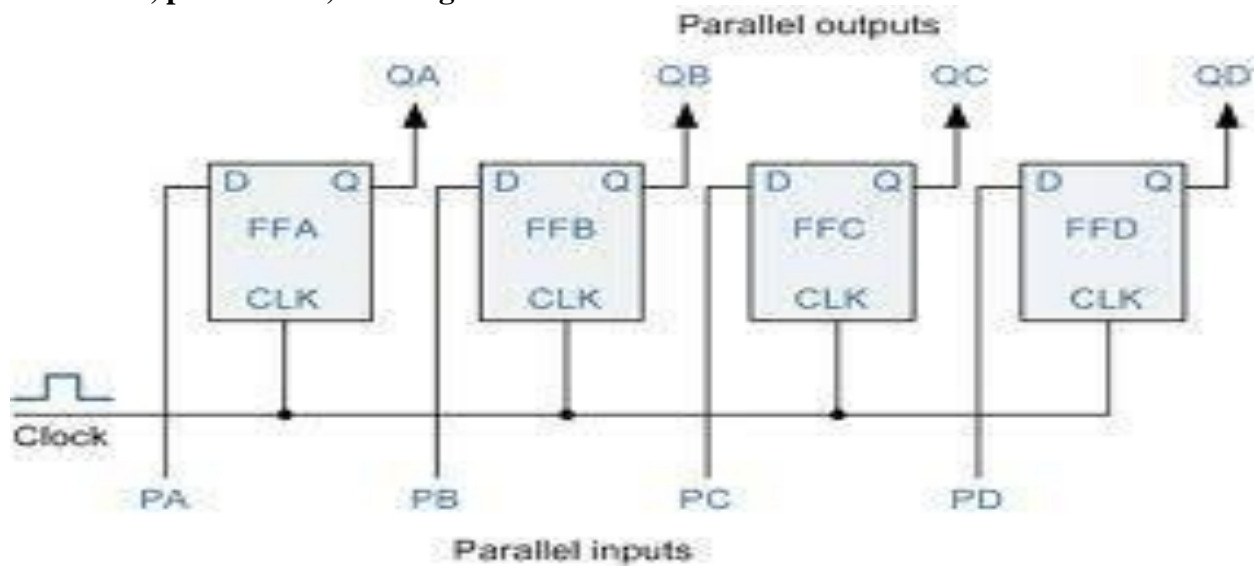 Parallel outputs
QA QB QC QD
D Q D Q D Q D Q
FFA FFB FFC FFD
CLK CLK CLK CLK
Clock
PA PB PC PD
Parallel inputs